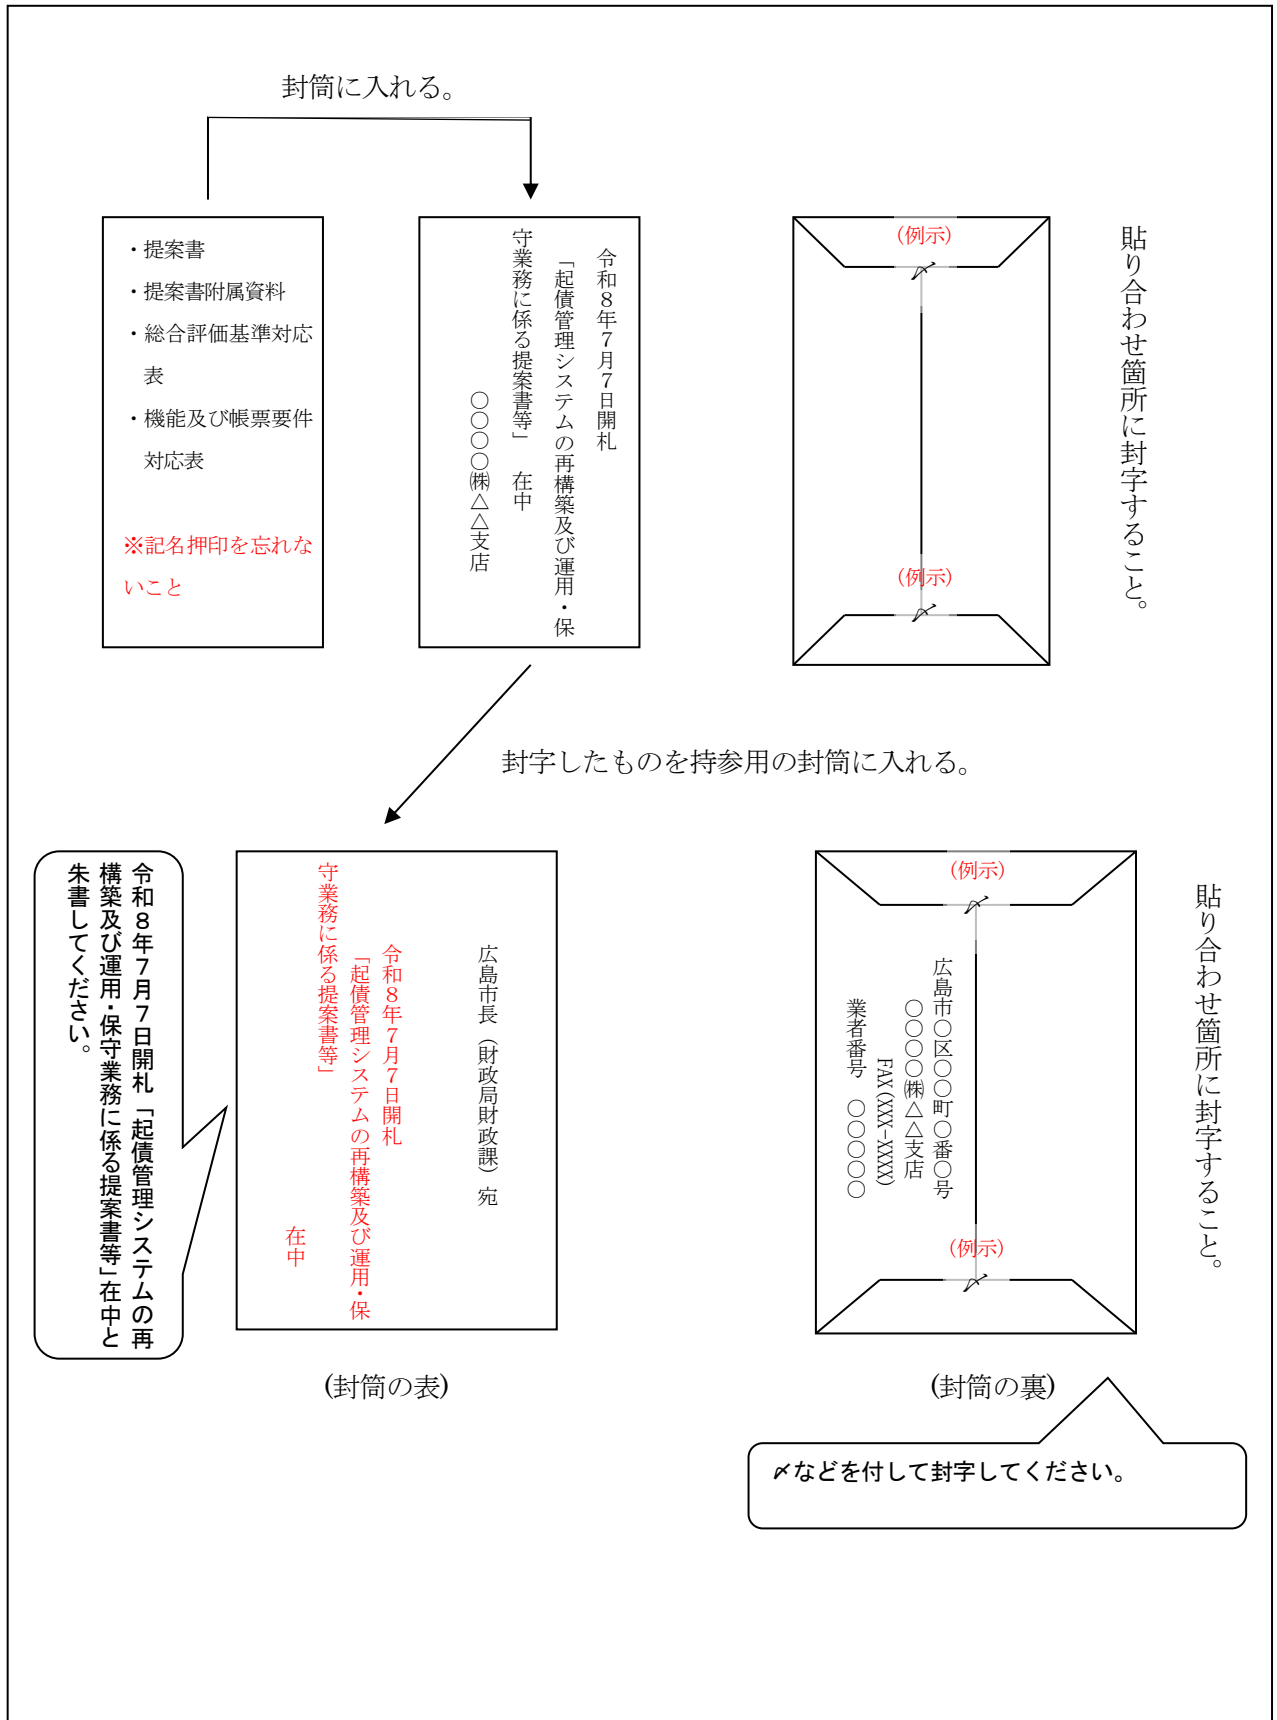 封筒に入れる。
・提案書
・提案書附属資料
・総合評価基準対応
表
・機能及び帳票要件
対応表
※記名押印を忘れな
いこと
令和８年７月７日開札
「起債管理システムの再構築及び運用・保
守業務に係る提案書等」　在中
〇〇〇〇㈱△△支店
(例示)
〆
(例示)
〆
貼り合わせ箇所に封字すること。
封字したものを持参用の封筒に入れる。
令和８年７月７日開札「起債管理システムの再
構築及び運用・保守業務に係る提案書等」在中と
朱書してください。
広島市長（財政局財政課）宛
令和８年７月７日開札
「起債管理システムの再構築及び運用・保
守業務に係る提案書等」
在中
(封筒の表)
(例示)
〆
広島市〇区〇〇町〇番〇号
〇〇〇〇㈱△△支店
FAX(XXX-XXXX)
業者番号　〇〇〇〇〇
(例示)
〆
貼り合わせ箇所に封字すること。
(封筒の裏)
〆などを付して封字してください。